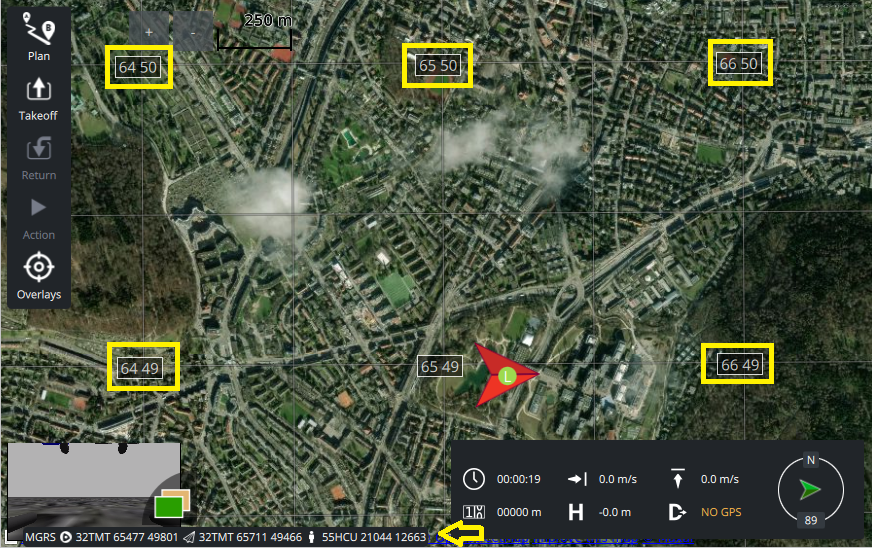 250 m
+
-
Plan
Takeoff
Return
Action
Overlays
64 50
65 50
66 50
64 49
65 49
66 49
L
00:00:19
0.0 m/s
0.0 m/s
00000 m
H
-0.0 m
NO GPS
N
89
MGRS 32TMT 65477 49801 32TMT 65711 49466 55HCU 21044 12663